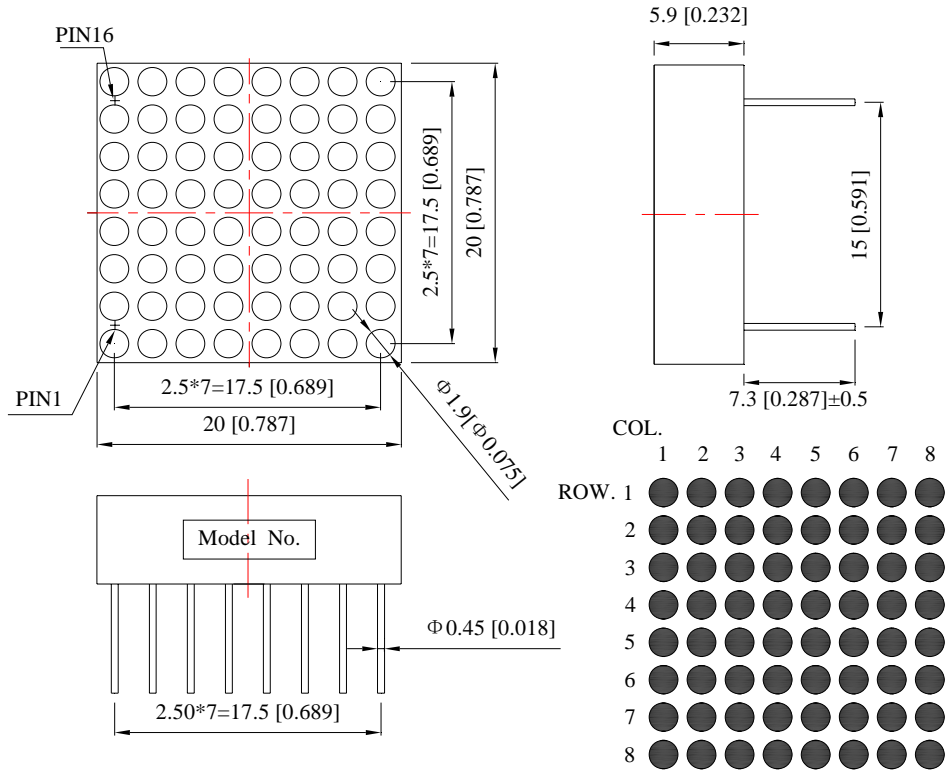 PIN16
2.5*7=17.5 [0.689]
20 [0.787]
PIN1
2.5*7=17.5 [0.689]
20 [0.787]
Φ1.9[Φ0.075]
5.9 [0.232]
15 [0.591]
7.3 [0.287]±0.5
Model No.
Φ0.45 [0.018]
2.50*7=17.5 [0.689]
COL.
1 2 3 4 5 6 7 8
ROW. 1
2
3
4
5
6
7
8